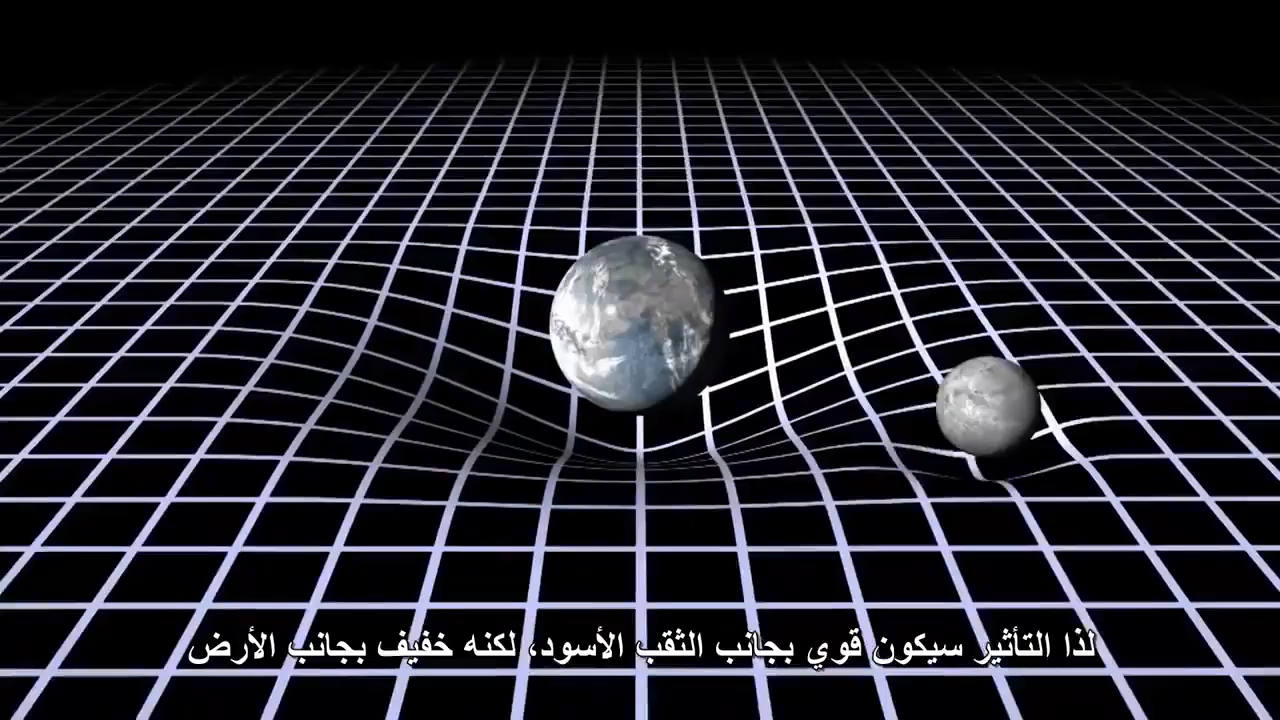 لذا التأثير سيكون قوي بجانب الثقب الأسود، لكنه خفيف بجانب الأرض